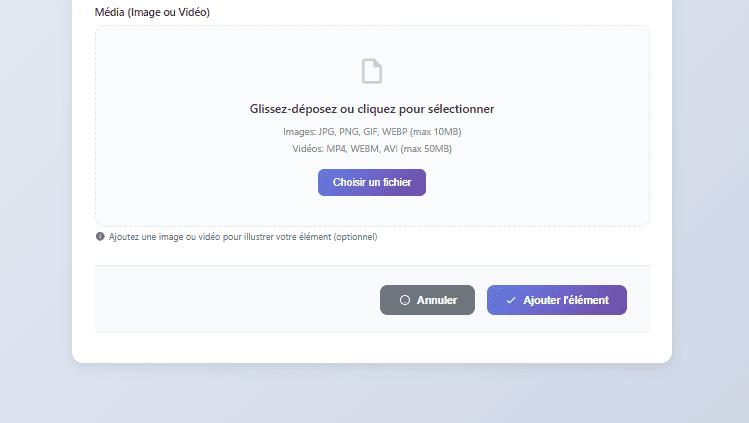 Média (Image ou Vidéo)
Glissez-déposez ou cliquez pour sélectionner
Images: JPG, PNG, GIF, WEBP (max 10MB)
Vidéos: MP4, WEBM, AVI (max 50MB)
Choisir un fichier
Ajoutez une image ou vidéo pour illustrer votre élément (optionnel)
Annuler
Ajouter l'élément